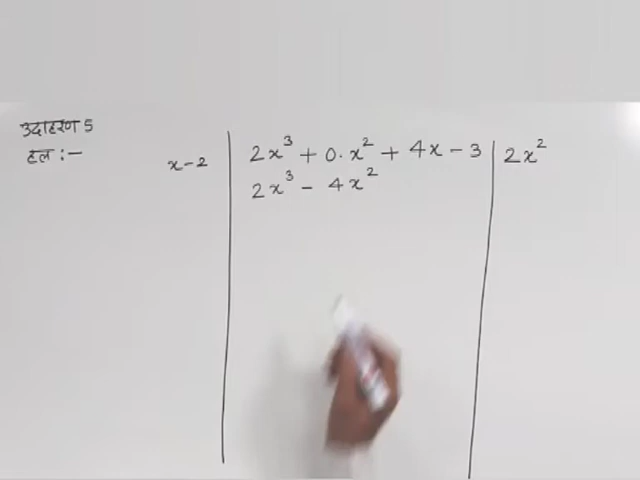 उदाहरण 5
हल :-
x-2 | 2x³ + 0·x² + 4x - 3 | 2x²
2x³ - 4x²